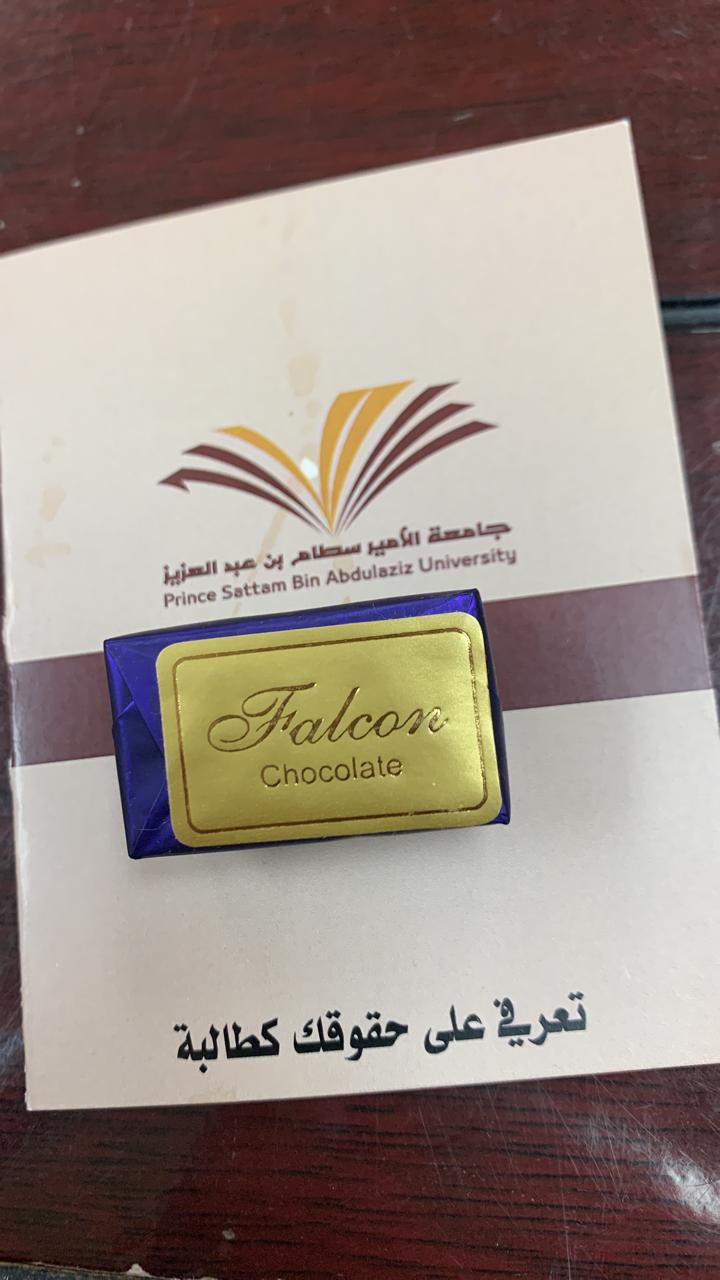 جامعة الأمير سطام بن عبد العزيز
Prince Sattam Bin Abdulaziz University
Falcon
Chocolate
تعرفي على حقوقك كطالبة